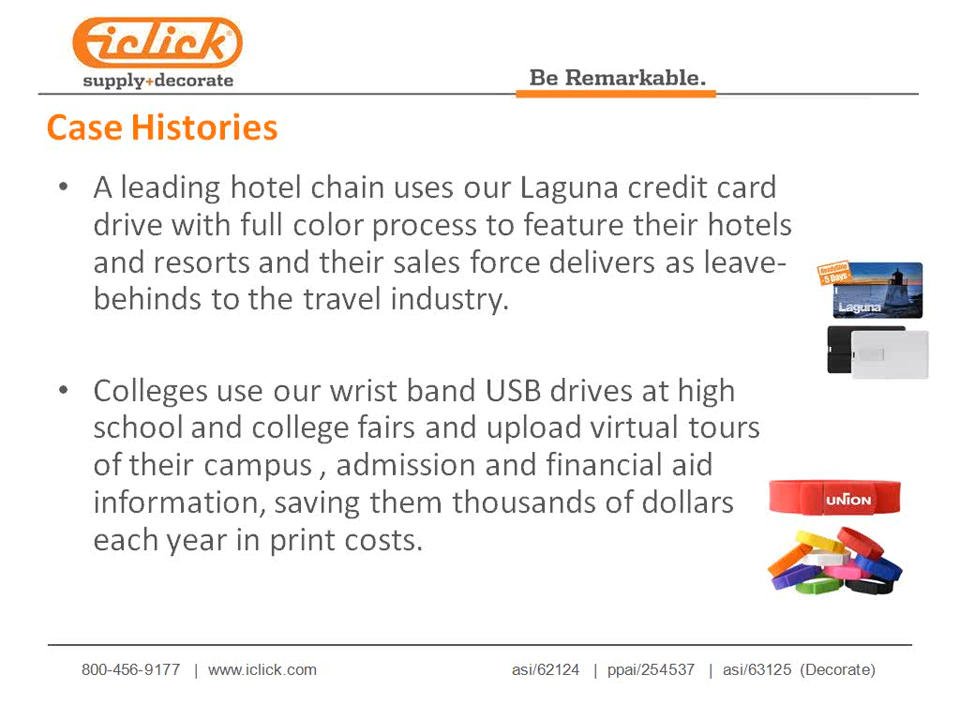 iclick®
supply+decorate
Be Remarkable.
Case Histories
• A leading hotel chain uses our Laguna credit card
drive with full color process to feature their hotels
and resorts and their sales force delivers as leave-
behinds to the travel industry.
ReadyShip
5 Days
Laguna
• Colleges use our wrist band USB drives at high
school and college fairs and upload virtual tours
of their campus , admission and financial aid
information, saving them thousands of dollars
each year in print costs.
UNION
800-456-9177 | www.iclick.com
asi/62124 | ppai/254537 | asi/63125 (Decorate)